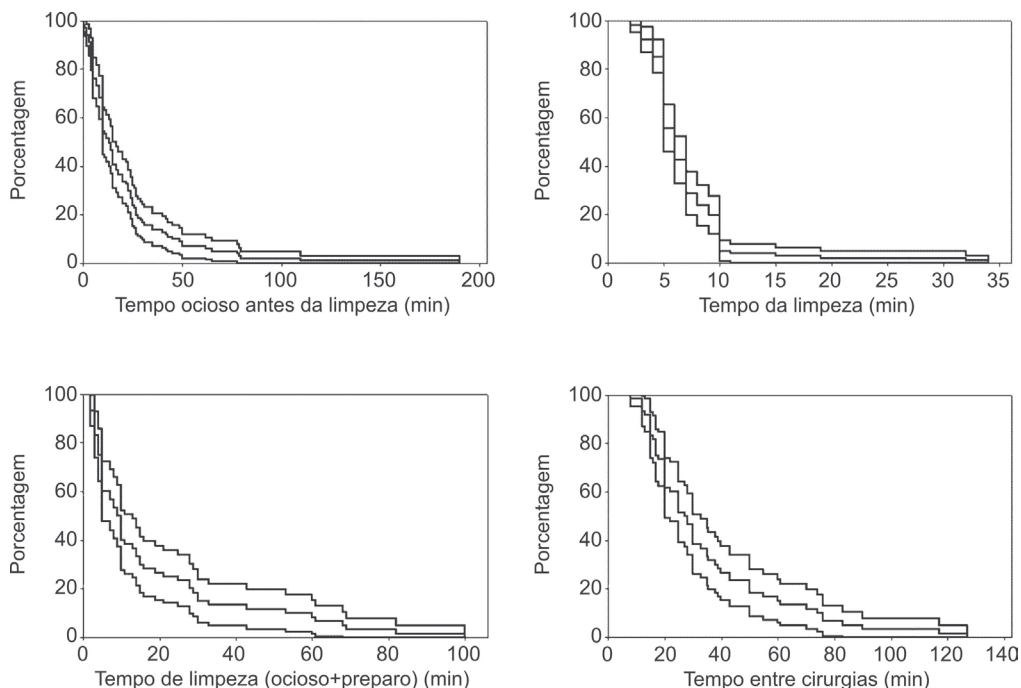 100
80
60
40
20
0
Porcentagem
0 50 100 150 200
Tempo ocioso antes da limpeza (min)
100
80
60
40
20
0
Porcentagem
0 5 10 15 20 25 30 35
Tempo da limpeza (min)
100
80
60
40
20
0
Porcentagem
0 20 40 60 80 100
Tempo de limpeza (ocioso+preparo) (min)
100
80
60
40
20
0
Porcentagem
0 20 40 60 80 100 120 140
Tempo entre cirurgias (min)